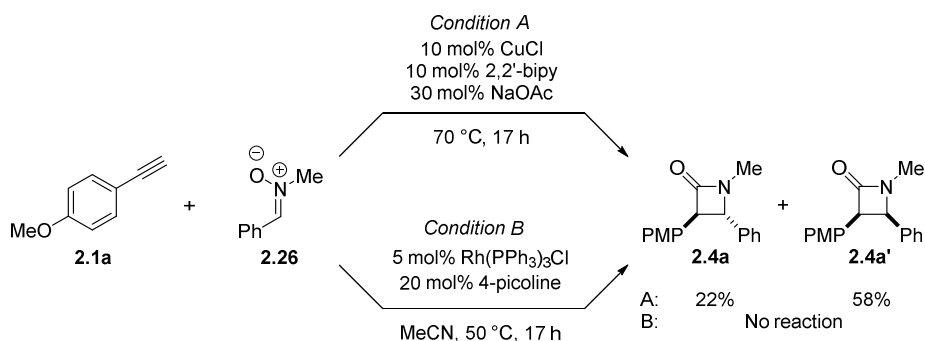 Condition A
10 mol% CuCl
10 mol% 2,2'-bipy
30 mol% NaOAc
70 °C, 17 h
MeO
2.1a
+
⊖
O
⊕
N
Me
Ph
2.26
Condition B
5 mol% Rh(PPh₃)₃Cl
20 mol% 4-picoline
MeCN, 50 °C, 17 h
O
Me
N
PMP
Ph
2.4a
+
O
Me
N
PMP
Ph
2.4a'
A: 22% 58%
B: No reaction